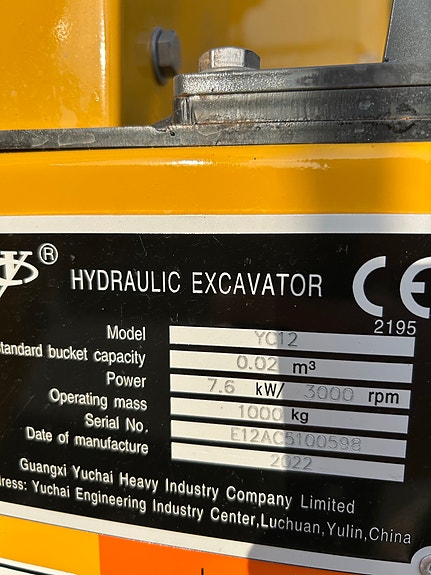 ®
HYDRAULIC EXCAVATOR CE
2195
Model YC12
tandard bucket capacity 0.02 m³
Power 7.6 kW/ 3000 rpm
Operating mass 1000 kg
Serial No. E12AC5100598
Date of manufacture 2022
Guangxi Yuchai Heavy Industry Company Limited
ress: Yuchai Engineering Industry Center,Luchuan,Yulin,China